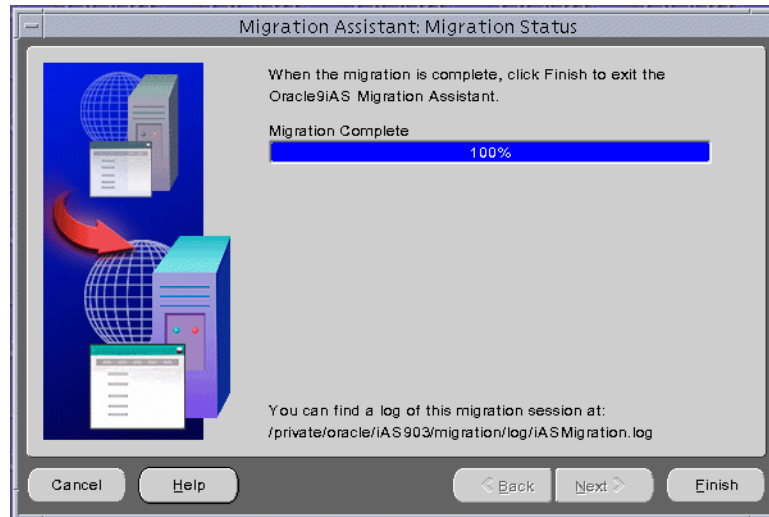 Migration Assistant: Migration Status
When the migration is complete, click Finish to exit the
Oracle9iAS Migration Assistant.
Migration Complete
100%
You can find a log of this migration session at:
/private/oracle/iAS903/migration/log/iASMigration.log
Cancel
Help
Back
Next
Finish